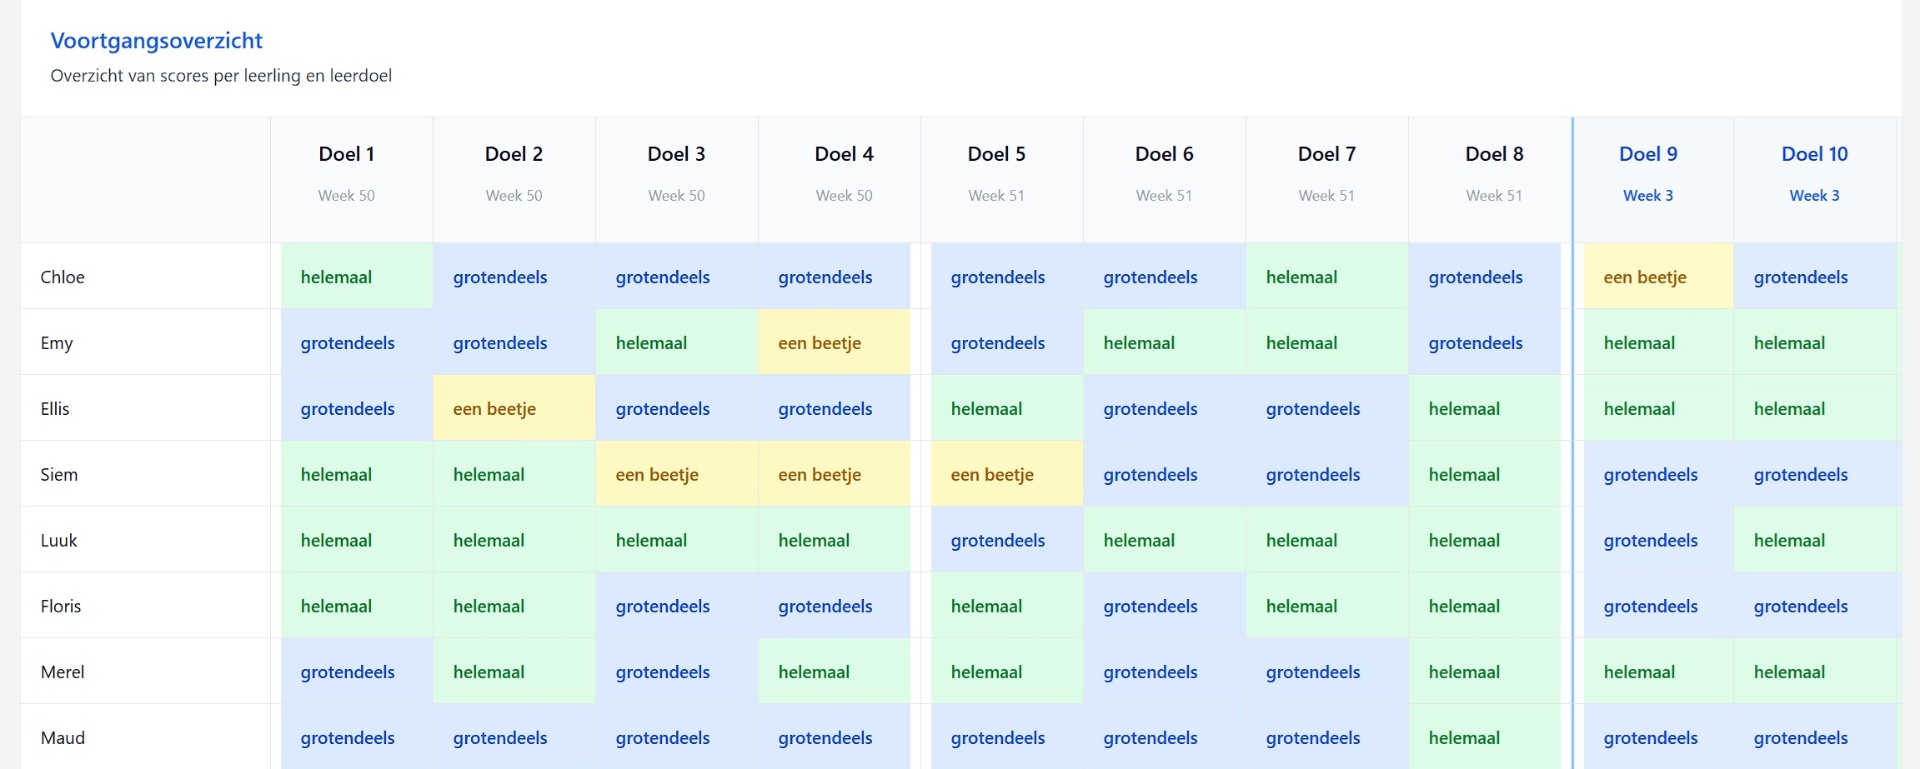 Voortgangsoverzicht
Overzicht van scores per leerling en leerdoel
Doel 1 Doel 2 Doel 3 Doel 4 Doel 5 Doel 6 Doel 7 Doel 8 Doel 9 Doel 10
Week 50 Week 50 Week 50 Week 50 Week 51 Week 51 Week 51 Week 51 Week 3 Week 3
Chloe helemaal grotendeels grotendeels grotendeels grotendeels grotendeels helemaal grotendeels een beetje grotendeels
Emy grotendeels grotendeels helemaal een beetje grotendeels helemaal helemaal grotendeels helemaal helemaal
Ellis grotendeels een beetje grotendeels grotendeels helemaal grotendeels grotendeels helemaal helemaal helemaal
Siem helemaal helemaal een beetje een beetje een beetje grotendeels grotendeels helemaal grotendeels grotendeels
Luuk helemaal helemaal helemaal helemaal grotendeels helemaal helemaal helemaal grotendeels helemaal
Floris helemaal helemaal grotendeels grotendeels helemaal grotendeels helemaal helemaal grotendeels grotendeels
Merel grotendeels helemaal grotendeels helemaal helemaal grotendeels grotendeels helemaal helemaal helemaal
Maud grotendeels grotendeels grotendeels grotendeels grotendeels grotendeels grotendeels helemaal grotendeels grotendeels